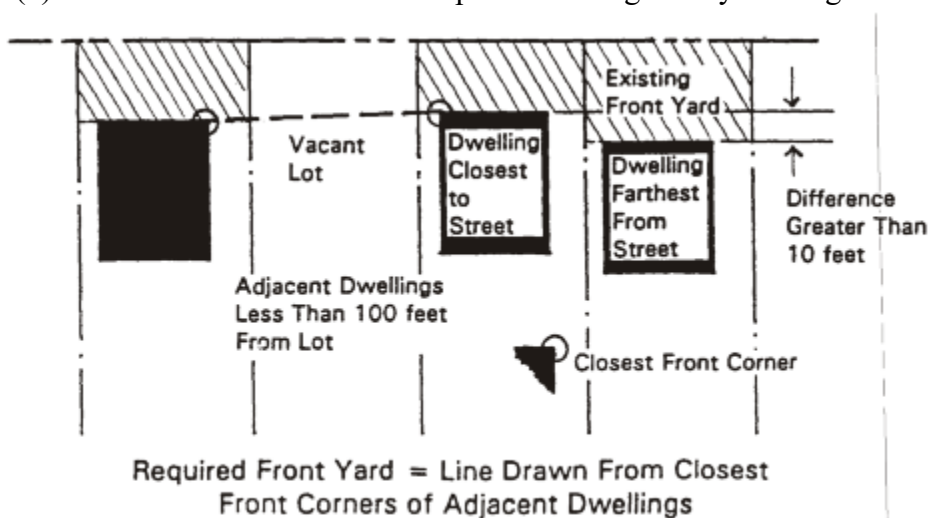 Existing
Front Yard
Vacant
Lot
Dwelling
Closest
to
Street
Dwelling
Farthest
From
Street
Difference
Greater Than
10 feet
Adjacent Dwellings
Less Than 100 feet
From Lot
Closest Front Corner
Required Front Yard = Line Drawn From Closest
Front Corners of Adjacent Dwellings